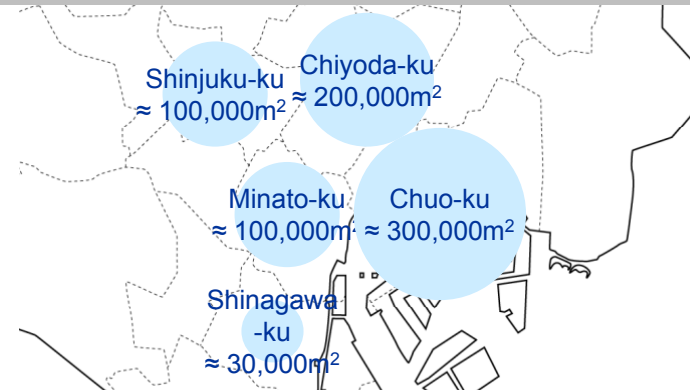 Shinjuku-ku
≈ 100,000m²
Chiyoda-ku
≈ 200,000m²
Minato-ku
≈ 100,000m²
Chuo-ku
≈ 300,000m²
Shinagawa
-ku
≈ 30,000m²